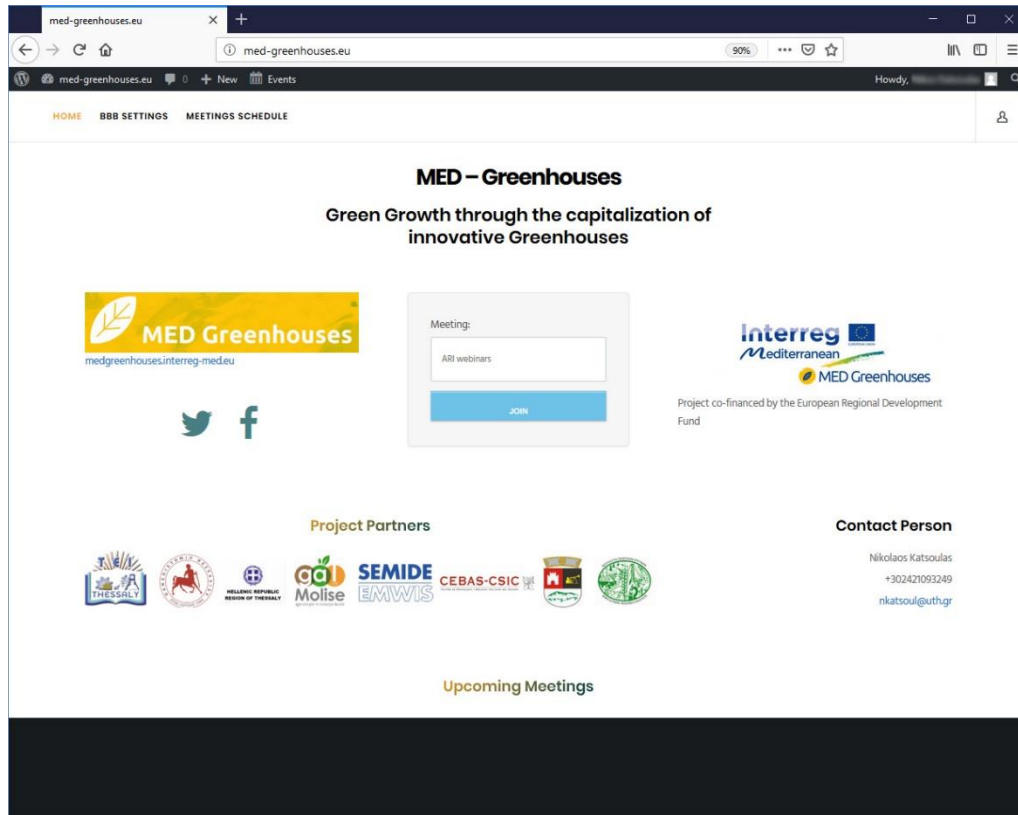 med-greenhouses.eu
med-greenhouses.eu
90%
med-greenhouses.eu 0 New Events
Howdy,
HOME BBB SETTINGS MEETINGS SCHEDULE
MED – Greenhouses
Green Growth through the capitalization of
innovative Greenhouses
MED Greenhouses
medgreenhouses.interreg-med.eu
Meeting:
ARI webinars
JOIN
Interreg
Mediterranean
MED Greenhouses
Project co-financed by the European Regional Development
Fund
Project Partners
THESSALY
HELLENIC REPUBLIC
REGION OF THESSALY
gal
Molise
SEMIDE
EMWIS
CEBAS-CSIC
Contact Person
Nikolaos Katsoulas
+302421093249
nkatsoul@uth.gr
Upcoming Meetings